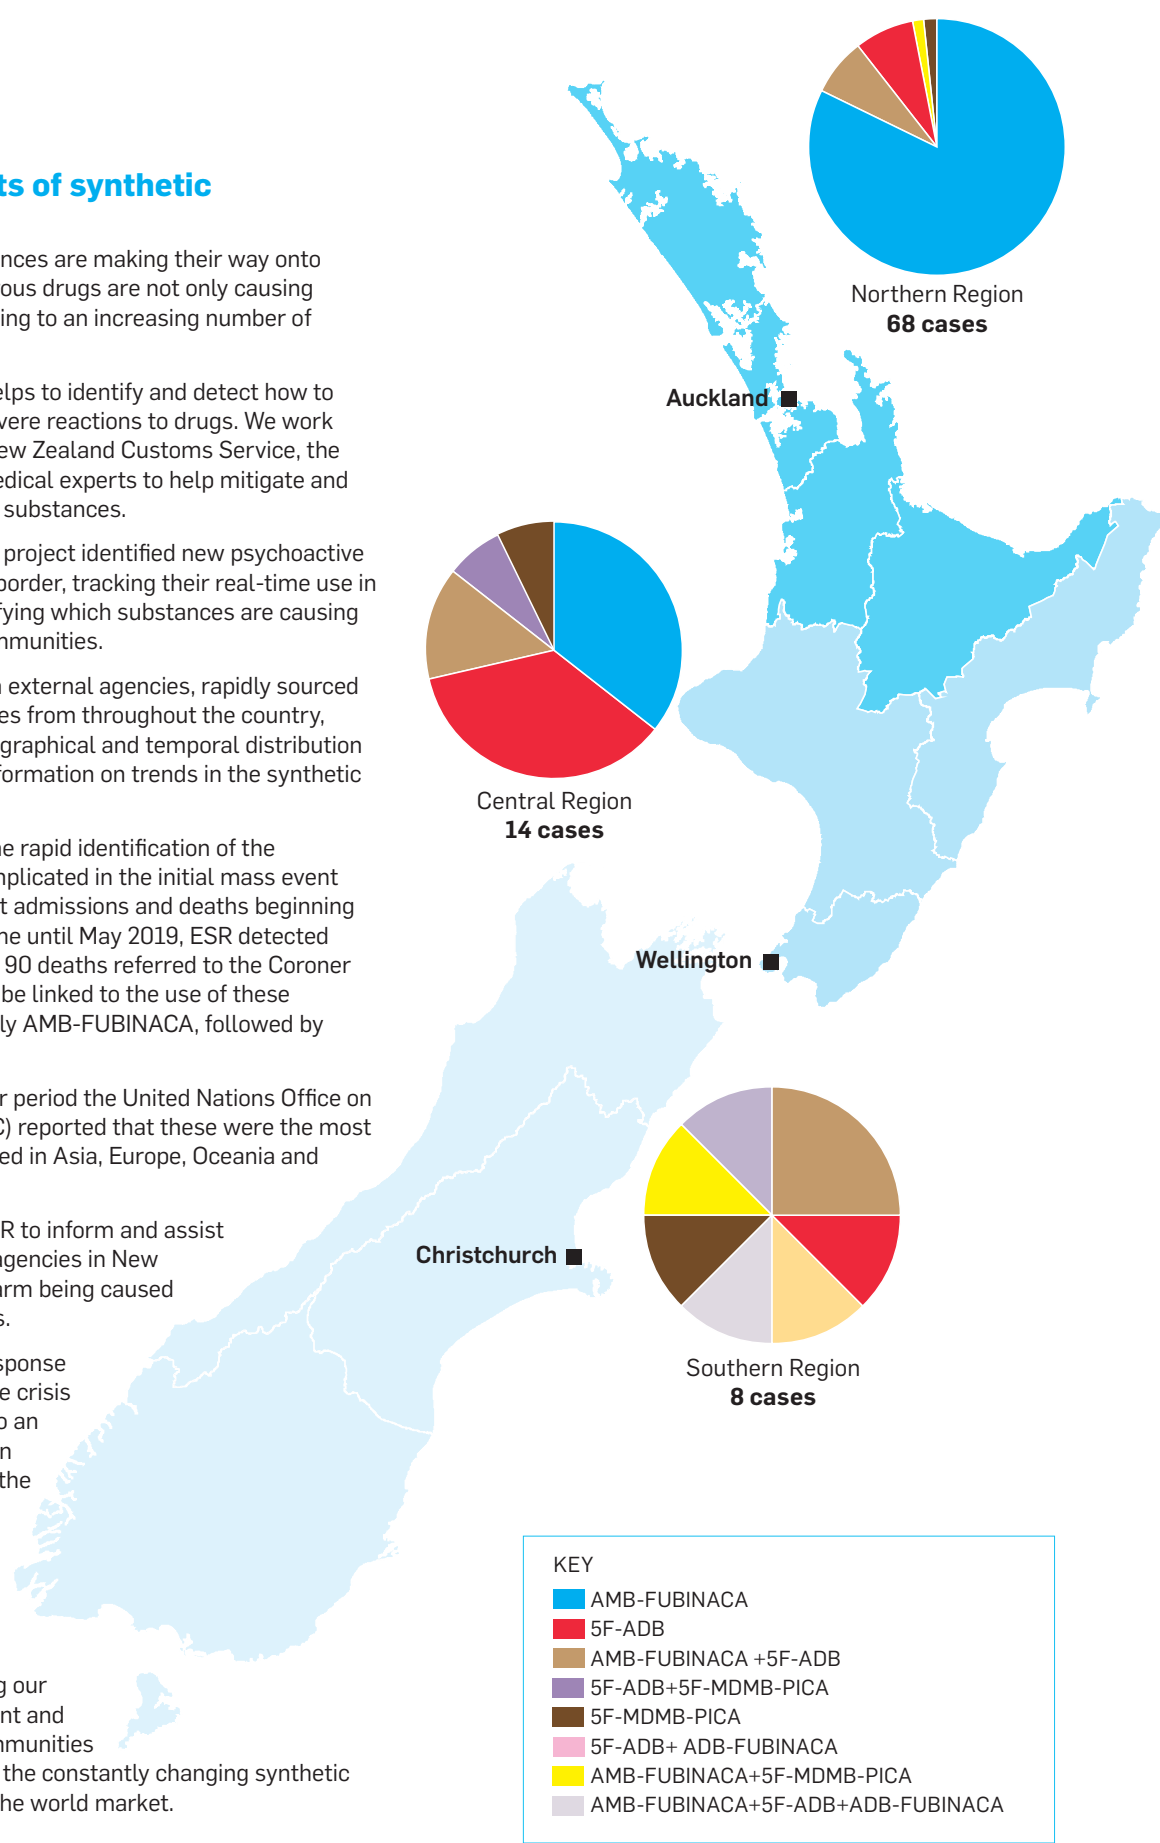 ts of synthetic
nces are making their way onto
rous drugs are not only causing
ing to an increasing number of
elps to identify and detect how to
vere reactions to drugs. We work
ew Zealand Customs Service, the
edical experts to help mitigate and
substances.
project identified new psychoactive
border, tracking their real-time use in
fying which substances are causing
mmunities.
external agencies, rapidly sourced
es from throughout the country,
graphical and temporal distribution
formation on trends in the synthetic
he rapid identification of the
mplicated in the initial mass event
t admissions and deaths beginning
ne until May 2019, ESR detected
90 deaths referred to the Coroner
be linked to the use of these
ly AMB-FUBINACA, followed by
r period the United Nations Office on
C) reported that these were the most
ed in Asia, Europe, Oceania and
R to inform and assist
agencies in New
arm being caused
s.
sponse
e crisis
o an
n
the
g our
nt and
mmunities
the constantly changing synthetic
he world market.
Northern Region
68 cases
Auckland
Central Region
14 cases
Wellington
Christchurch
Southern Region
8 cases
KEY
AMB-FUBINACA
5F-ADB
AMB-FUBINACA +5F-ADB
5F-ADB+5F-MDMB-PICA
5F-MDMB-PICA
5F-ADB+ ADB-FUBINACA
AMB-FUBINACA+5F-MDMB-PICA
AMB-FUBINACA+5F-ADB+ADB-FUBINACA